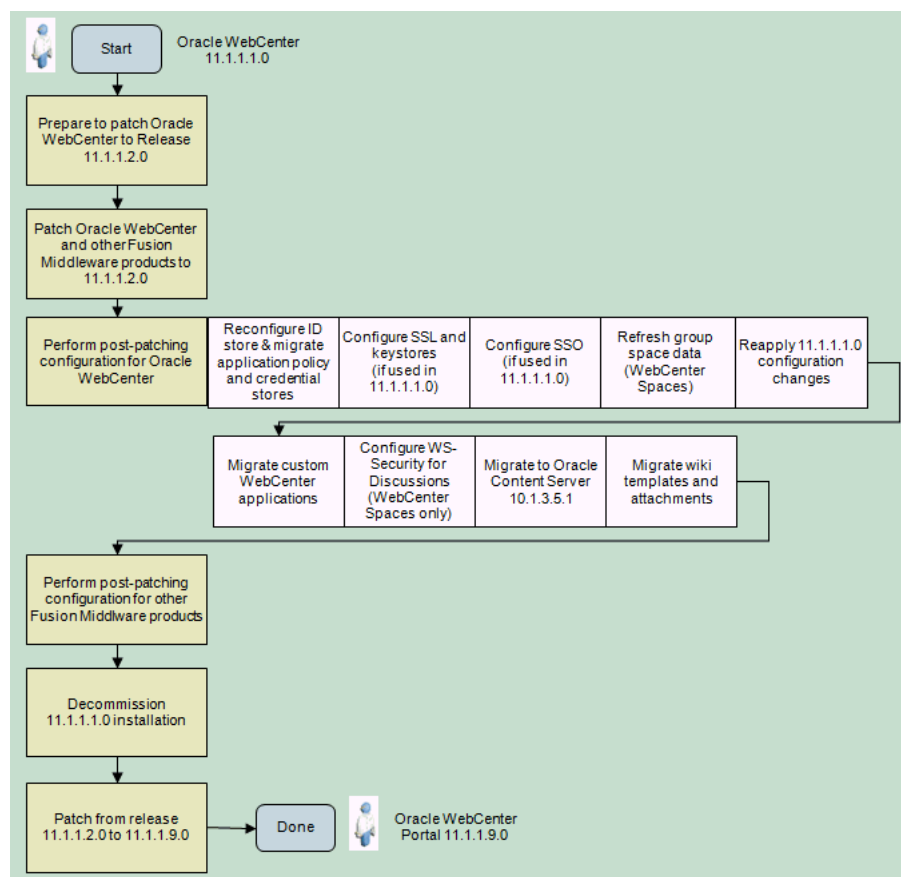 Start
Oracle WebCenter
11.1.1.1.0
Prepare to patch Oracle
WebCenter to Release
11.1.1.2.0
Patch Oracle WebCenter
and other Fusion
Middleware products to
11.1.1.2.0
Perform post-patching
configuration for Oracle
WebCenter
Reconfigure ID
store & migrate
application policy
and credential
stores
Configure SSL and
keystores
(if used in
11.1.1.1.0)
Configure SSO
(if used in
11.1.1.1.0)
Refresh group
space data
(WebCenter
Spaces)
Reapply 11.1.1.1.0
configuration
changes
Migrate custom
WebCenter
applications
Configure WS-
Security for
Discussions
(WebCenter
Spaces only)
Migrate to Oracle
Content Server
10.1.3.5.1
Migrate wiki
templates and
attachments
Perform post-patching
configuration for other
Fusion Middlware products
Decommission
11.1.1.1.0 installation
Patch from release
11.1.1.2.0 to 11.1.1.9.0
Done
Oracle WebCenter
Portal 11.1.1.9.0